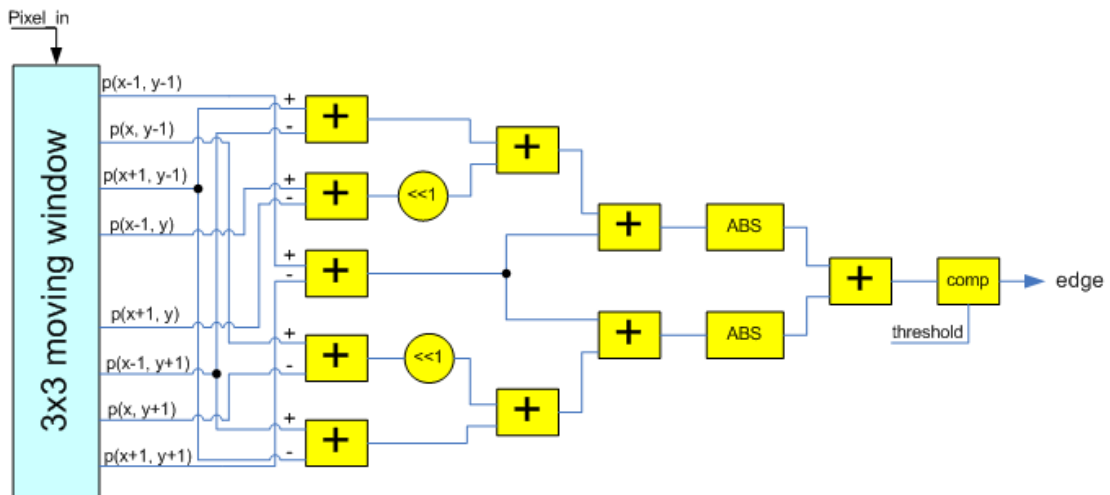 Pixel_in
3x3 moving window
p(x-1, y-1)
p(x, y-1)
p(x+1, y-1)
p(x-1, y)
p(x+1, y)
p(x-1, y+1)
p(x, y+1)
p(x+1, y+1)
+
-
+
+
-
+
+
-
+
+
-
+
+
-
+
<<1
<<1
+
+
+
+
ABS
ABS
+
comp
threshold
edge